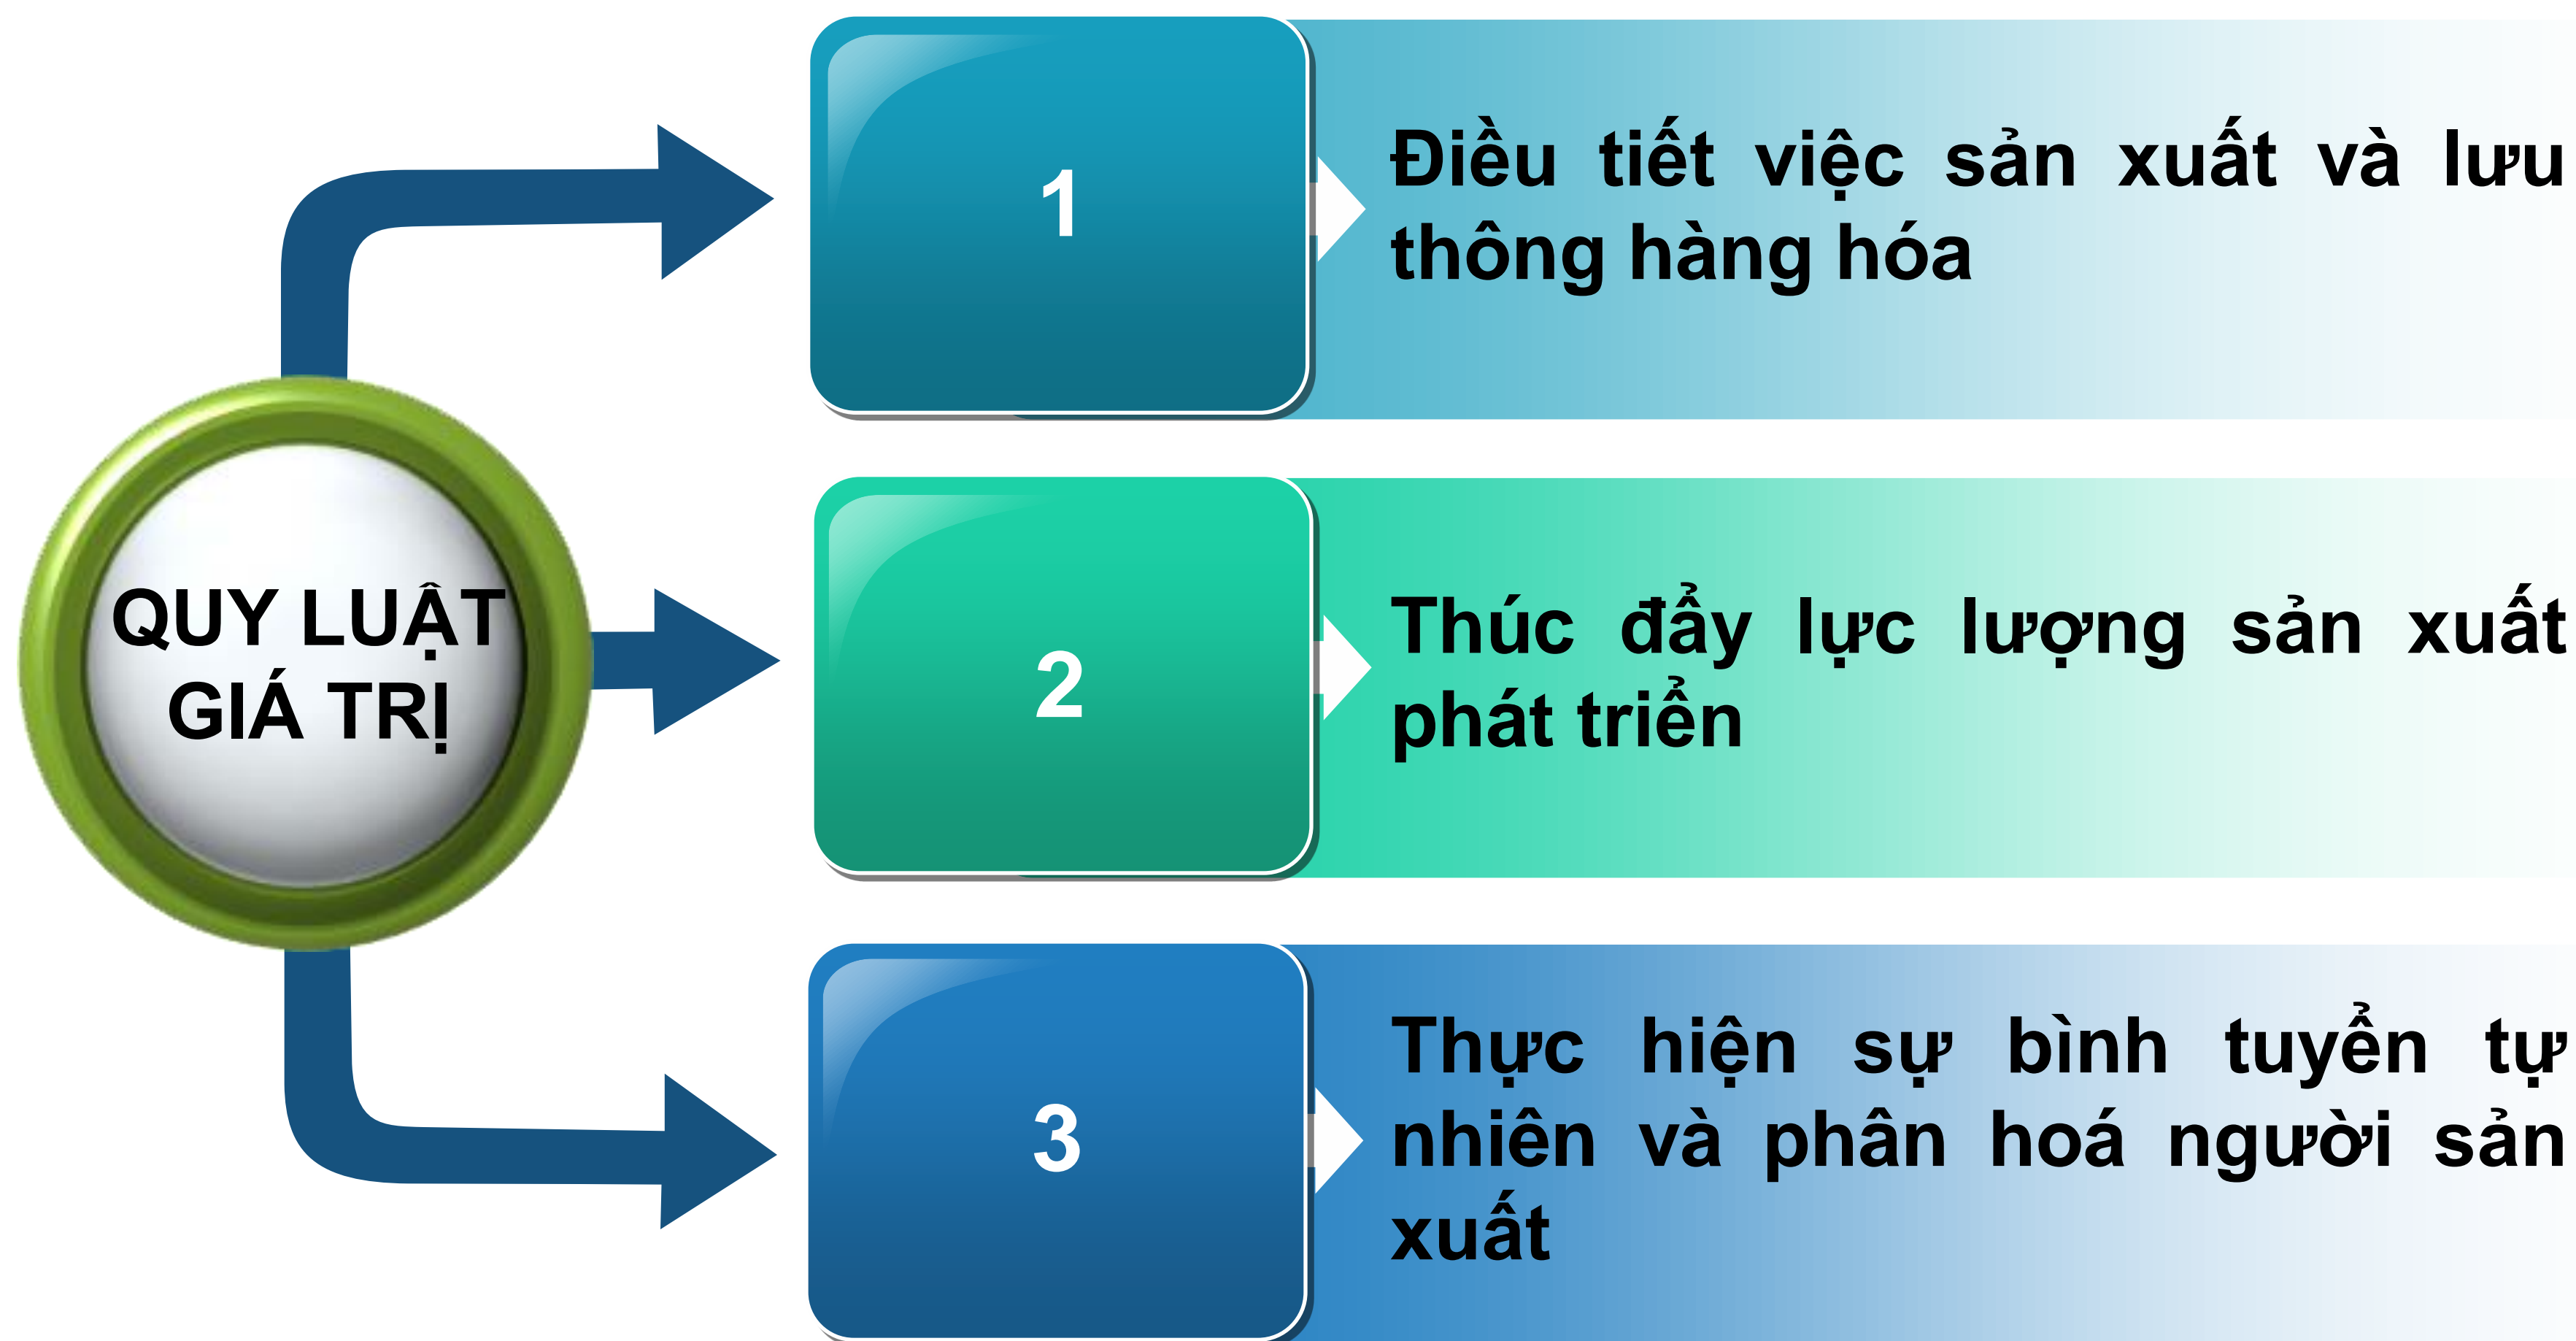 QUY LUẬT
GIÁ TRỊ
1
Điều tiết việc sản xuất và lưu
thông hàng hóa
2
Thúc đẩy lực lượng sản xuất
phát triển
3
Thực hiện sự bình tuyển tự
nhiên và phân hoá người sản
xuất